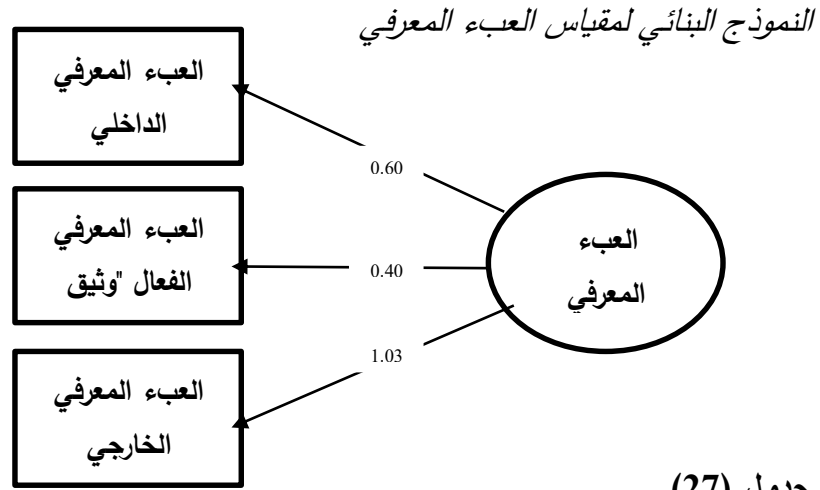 النموذج البنائي لمقياس العبء المعرفي
العبء المعرفي
الداخلي
0.60
العبء المعرفي
الفعال "وثيق
0.40
العبء
المعرفي
1.03
العبء المعرفي
الخارجي
جدول (27)